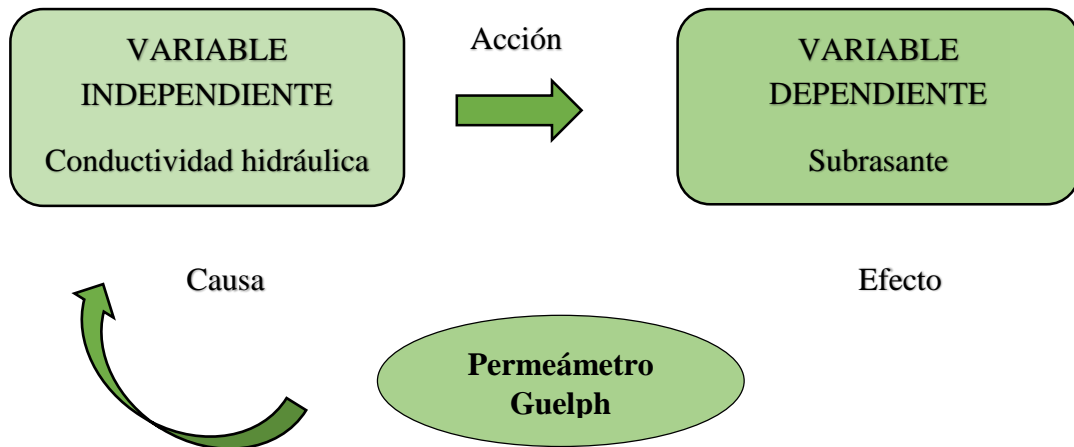 VARIABLE
INDEPENDIENTE
Conductividad hidráulica
Acción
VARIABLE
DEPENDIENTE
Subrasante
Causa
Efecto
Permeámetro
Guelph